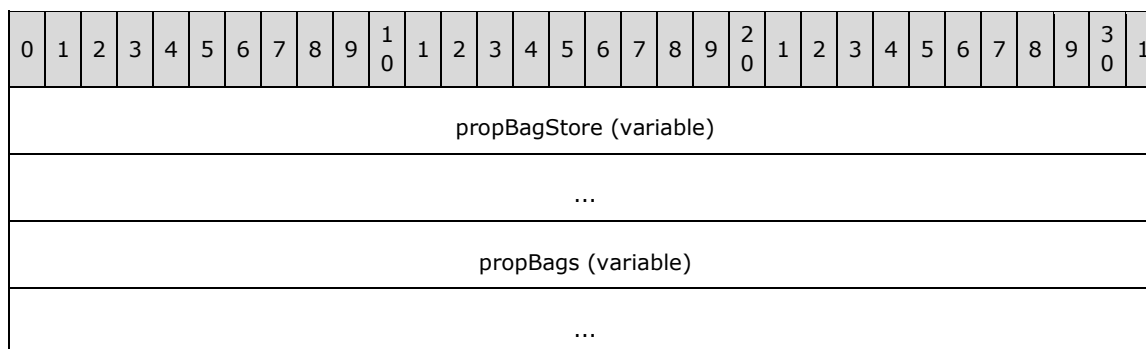 0 1 2 3 4 5 6 7 8 9 1 0 1 2 3 4 5 6 7 8 9 2 0 1 2 3 4 5 6 7 8 9 3 0 1
propBagStore (variable)
...
propBags (variable)
...